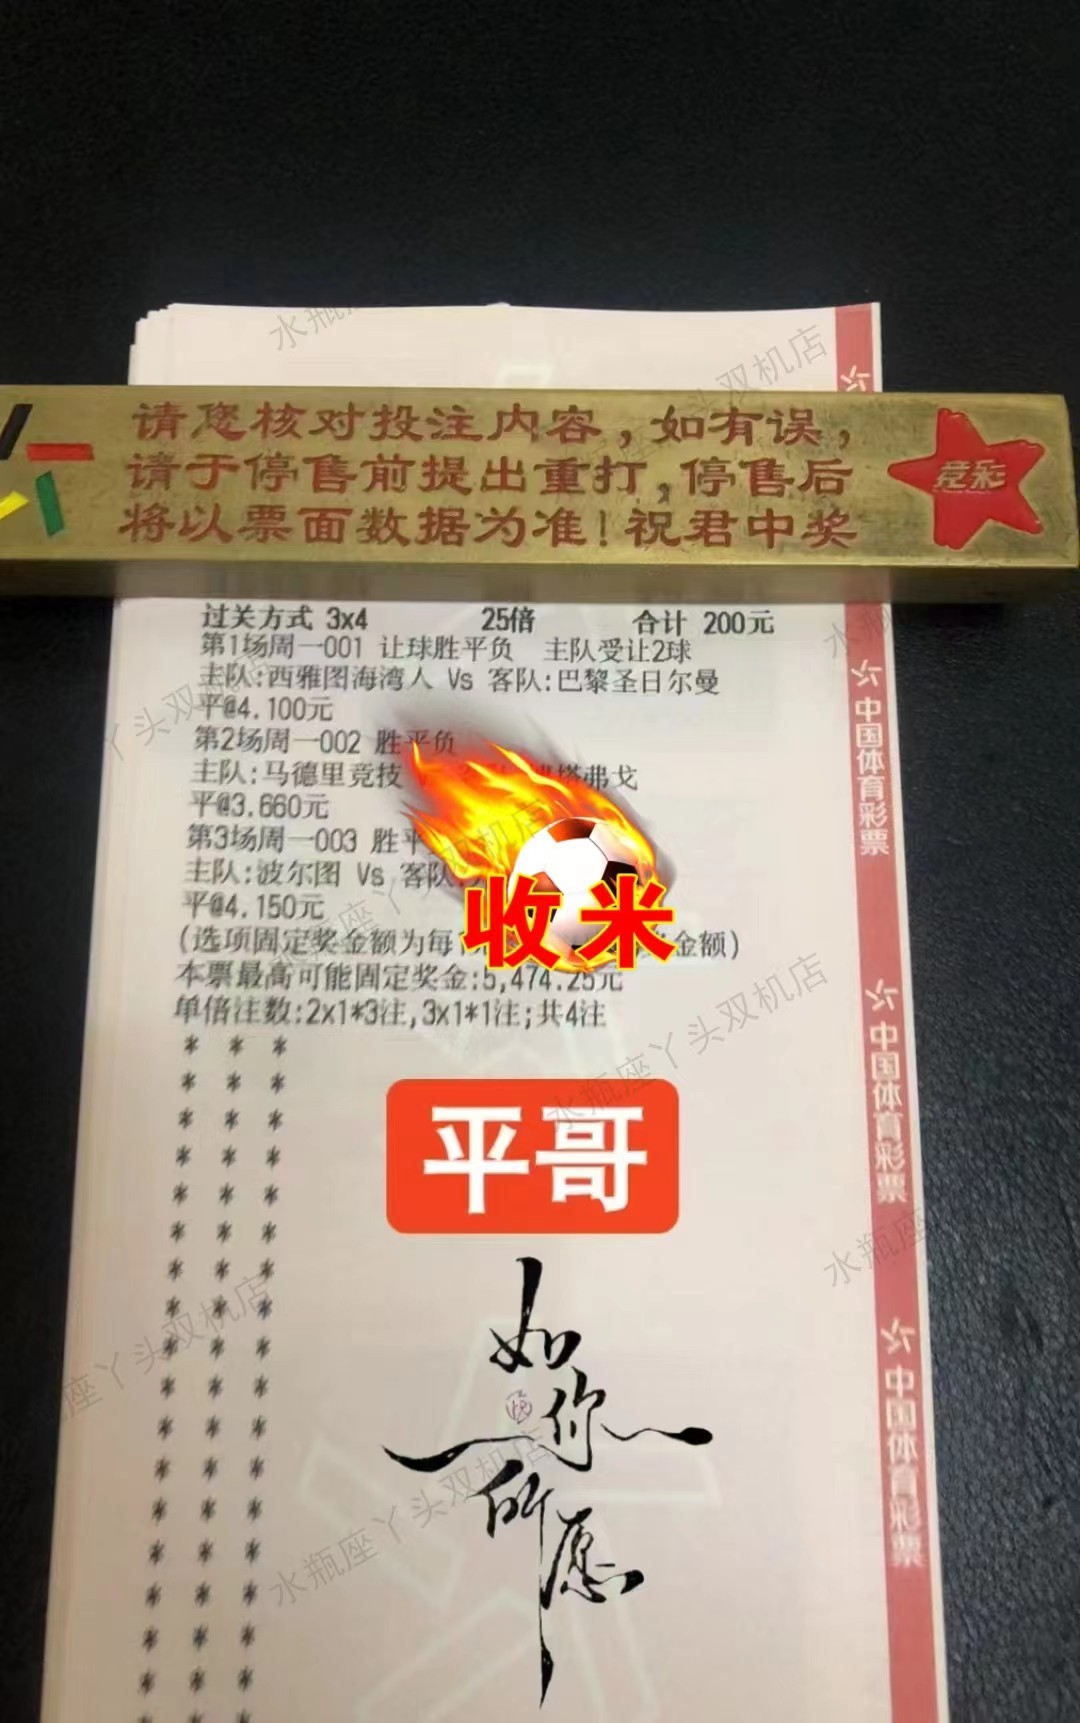 请您核对投注内容，如有误，
请于停售前提出重打，停售后
将以票面数据为准！祝君中奖
竞彩
过关方式 3x4 25倍 合计 200元
第1场周一001 让球胜平负 主队受让2球
主队:西雅图海湾人 Vs 客队:巴黎圣日尔曼
平@4.100元
第2场周一002 胜平负
主队:马德里竞技 塔弗戈
平@3.660元
第3场周一003 胜平
主队:波尔图 Vs 客队:
平@4.150元
(选项固定奖金额为每1 金额)
本票最高可能固定奖金:5,474.25元
单倍注数:2x1*3注,3x1*1注;共4注
收米
平哥
如你所愿
中国体育彩票
中国体育彩票
中国体育彩票
水瓶座丫头双机店